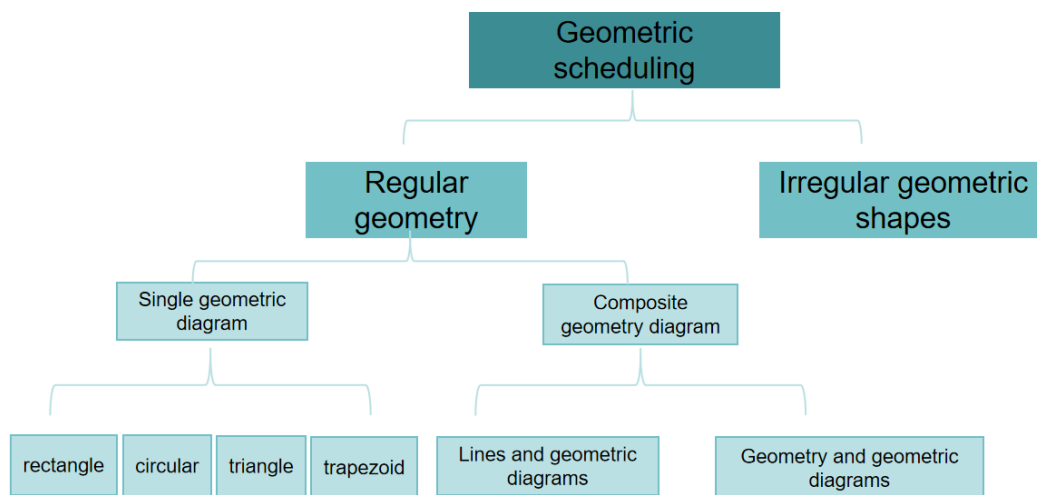 Geometric
scheduling
Regular
geometry
Irregular geometric
shapes
Single geometric
diagram
Composite
geometry diagram
rectangle
circular
triangle
trapezoid
Lines and geometric
diagrams
Geometry and geometric
diagrams